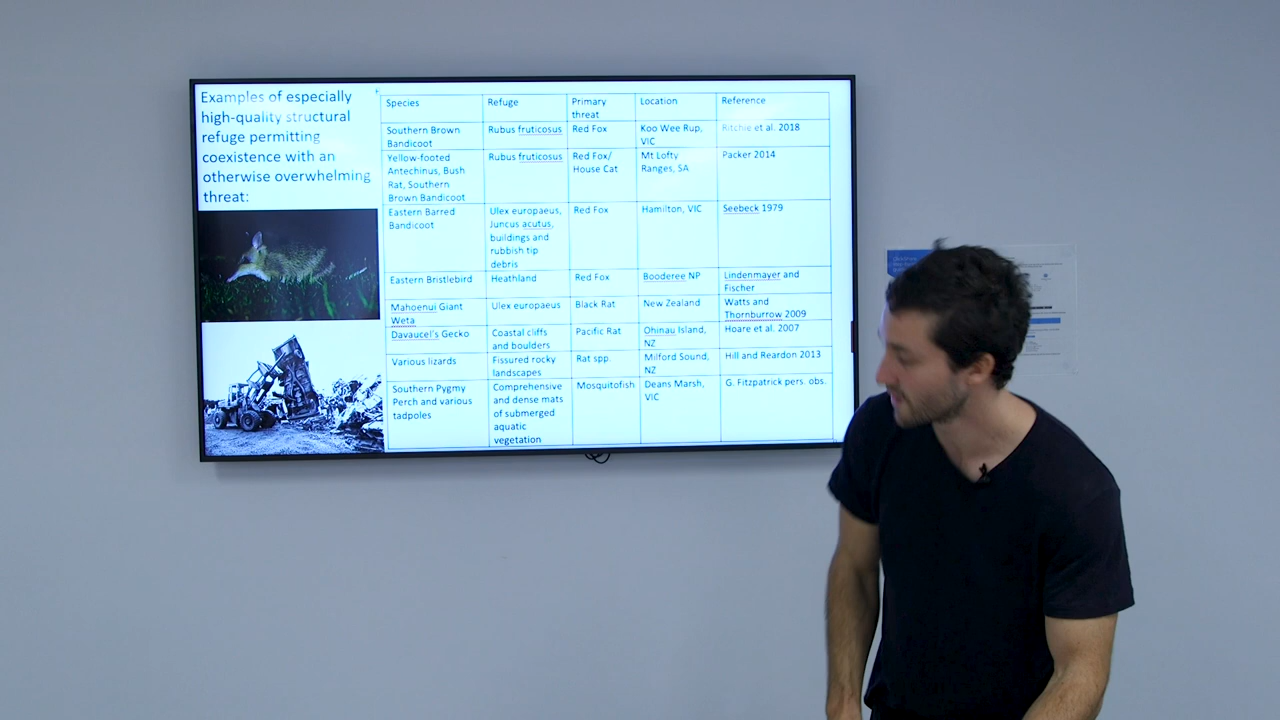 Examples of especially
high-quality structural
refuge permitting
coexistence with an
otherwise overwhelming
threat:
Species Refuge Primary threat Location Reference
Southern Brown Bandicoot Rubus fruticosus Red Fox Koo Wee Rup, VIC Ritchie et al. 2018
Yellow-footed Antechinus, Bush Rat, Southern Brown Bandicoot Rubus fruticosus Red Fox/ House Cat Mt Lofty Ranges, SA Packer 2014
Eastern Barred Bandicoot Ulex europaeus, Juncus acutus, buildings and rubbish tip debris Red Fox Hamilton, VIC Seebeck 1979
Eastern Bristlebird Heathland Red Fox Booderee NP Lindenmayer and Fischer
Mahoenui Giant Weta Ulex europaeus Black Rat New Zealand Watts and Thornburrow 2009
Davaucel's Gecko Coastal cliffs and boulders Pacific Rat Ohinau Island, NZ Hoare et al. 2007
Various lizards Fissured rocky landscapes Rat spp. Milford Sound, NZ Hill and Reardon 2013
Southern Pygmy Perch and various tadpoles Comprehensive and dense mats of submerged aquatic vegetation Mosquitofish Deans Marsh, VIC G. Fitzpatrick pers. obs.